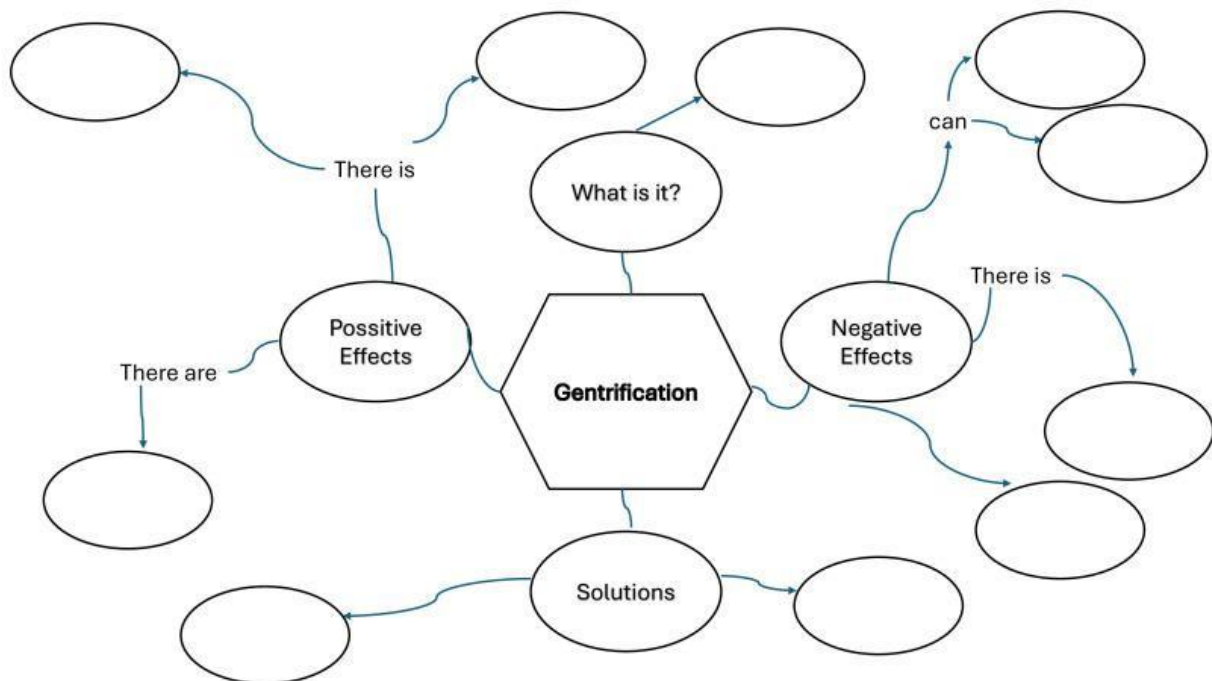 can
There is
What is it?
There is
Possitive
Effects
Negative
Effects
There are
Gentrification
Solutions